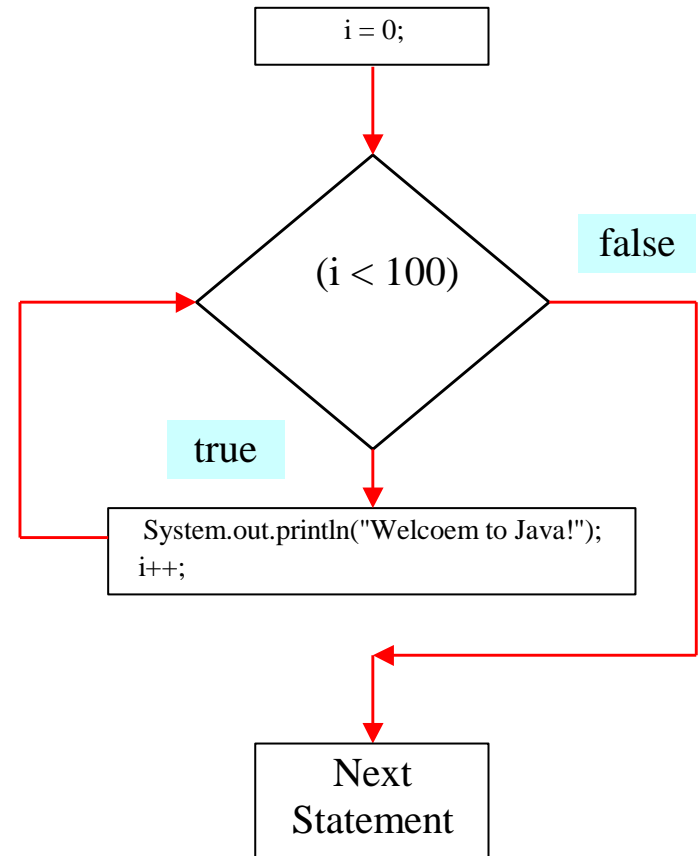 i = 0;
(i < 100)
false
true
System.out.println("Welcoem to Java!");
i++;
Next
Statement